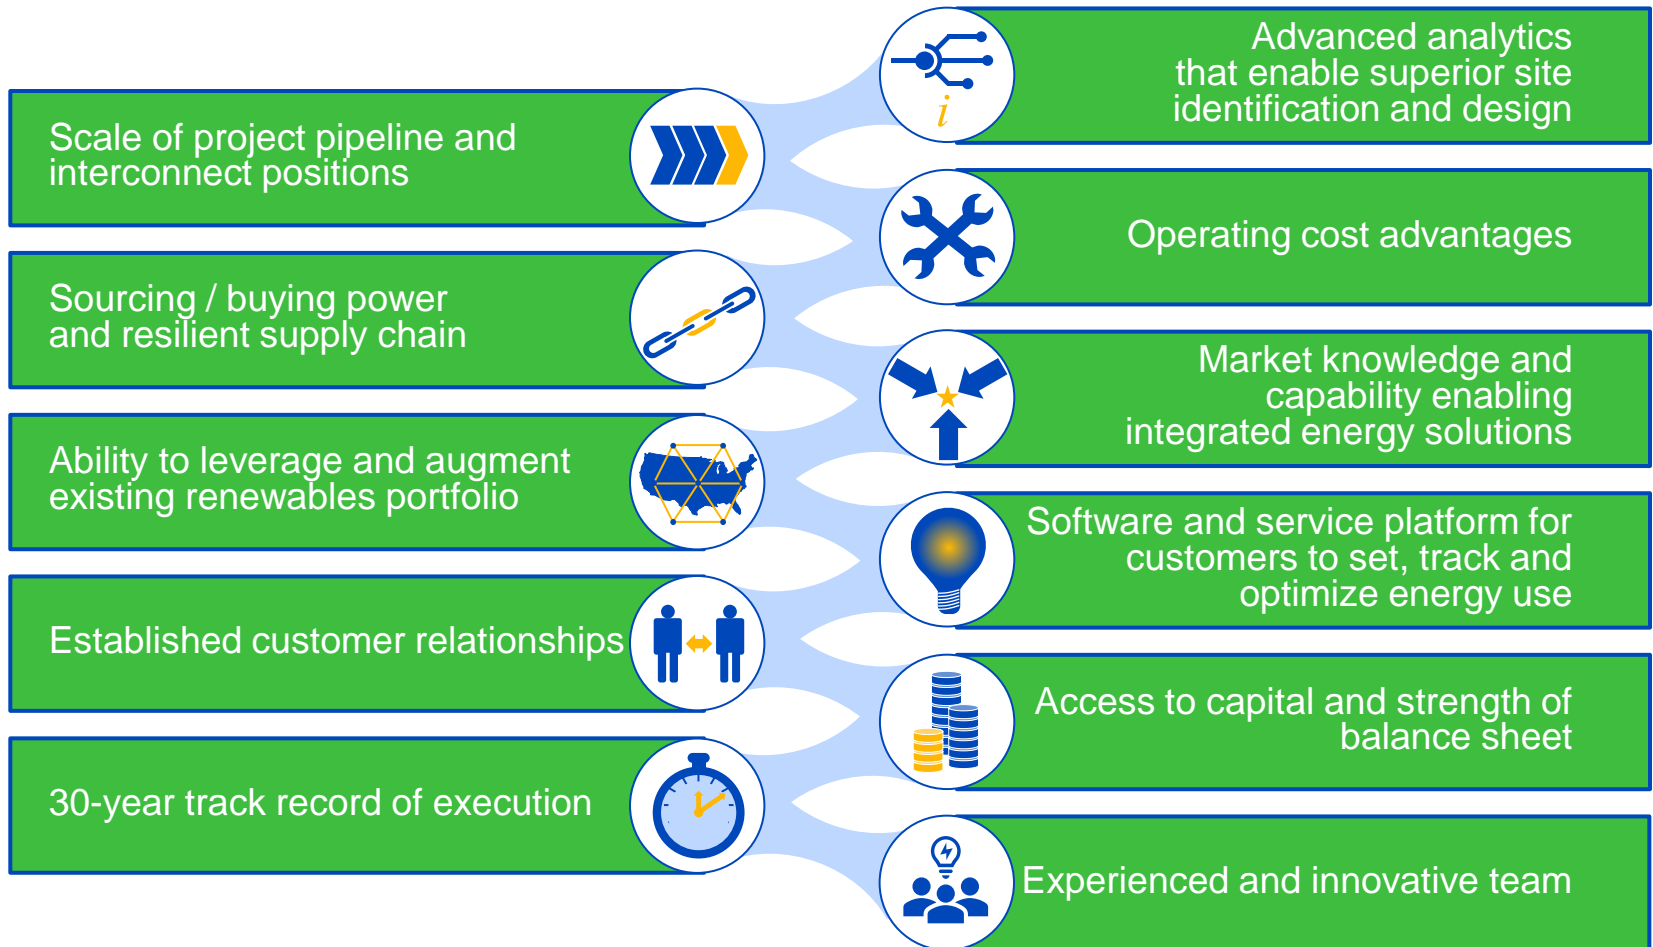 Scale of project pipeline and
interconnect positions
Sourcing / buying power
and resilient supply chain
Ability to leverage and augment
existing renewables portfolio
Established customer relationships
30-year track record of execution
Advanced analytics
that enable superior site
identification and design
i
Operating cost advantages
Market knowledge and
capability enabling
integrated energy solutions
Software and service platform for
customers to set, track and
optimize energy use
Access to capital and strength of
balance sheet
Experienced and innovative team